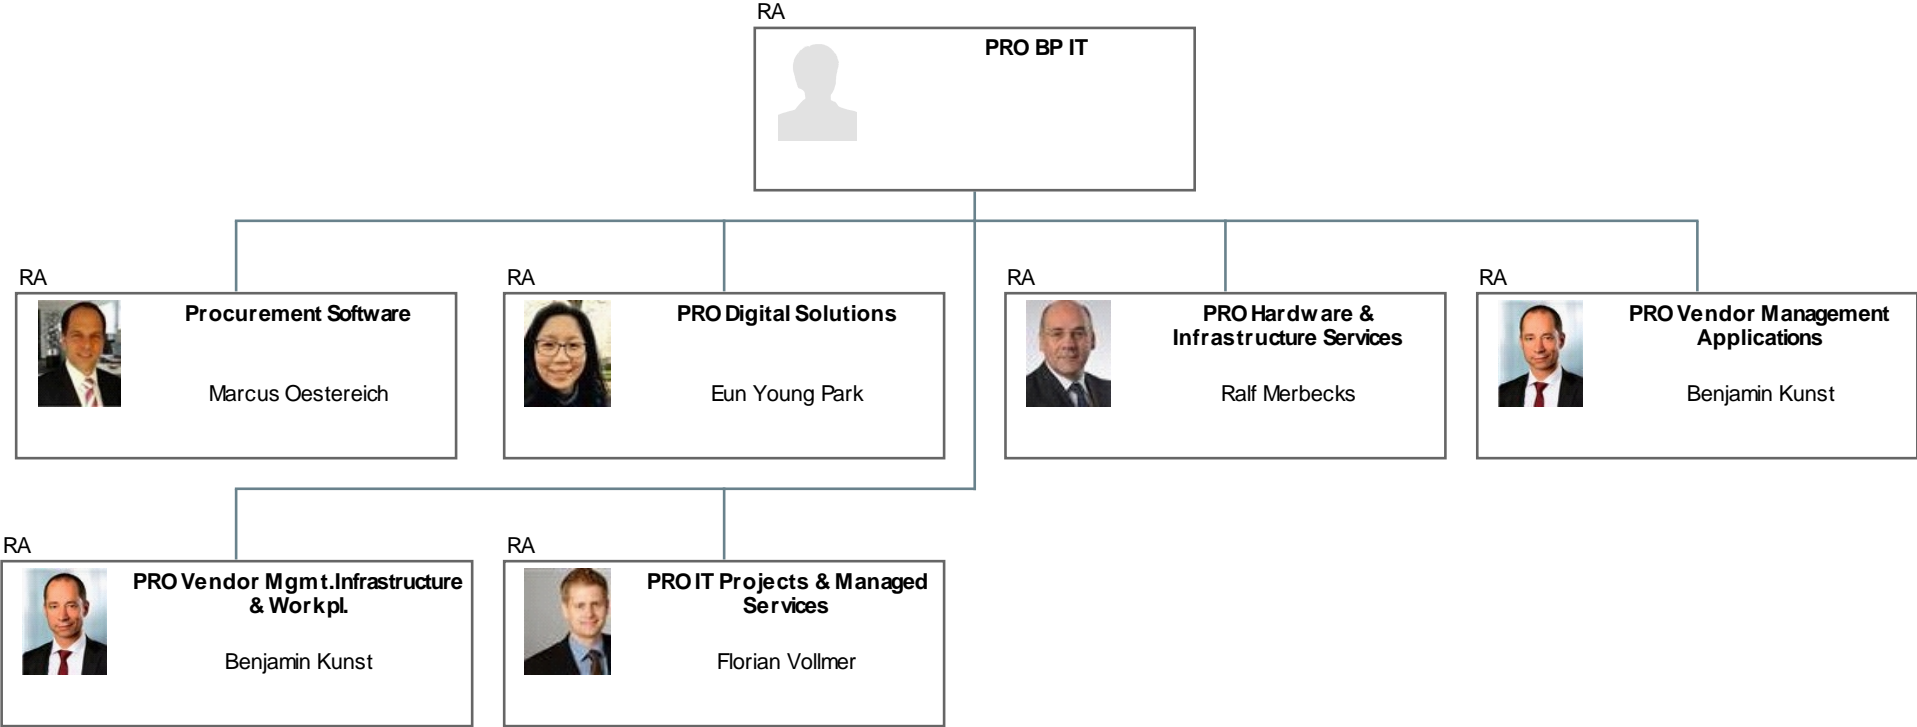 RA
PRO BP IT
RA
Procurement Software
Marcus Oestereich
RA
PRO Digital Solutions
Eun Young Park
RA
PRO Hardware &
Infrastructure Services
Ralf Merbecks
RA
PRO Vendor Management
Applications
Benjamin Kunst
RA
PRO Vendor Mgmt.Infrastructure
& Workpl.
Benjamin Kunst
RA
PRO IT Projects & Managed
Services
Florian Vollmer